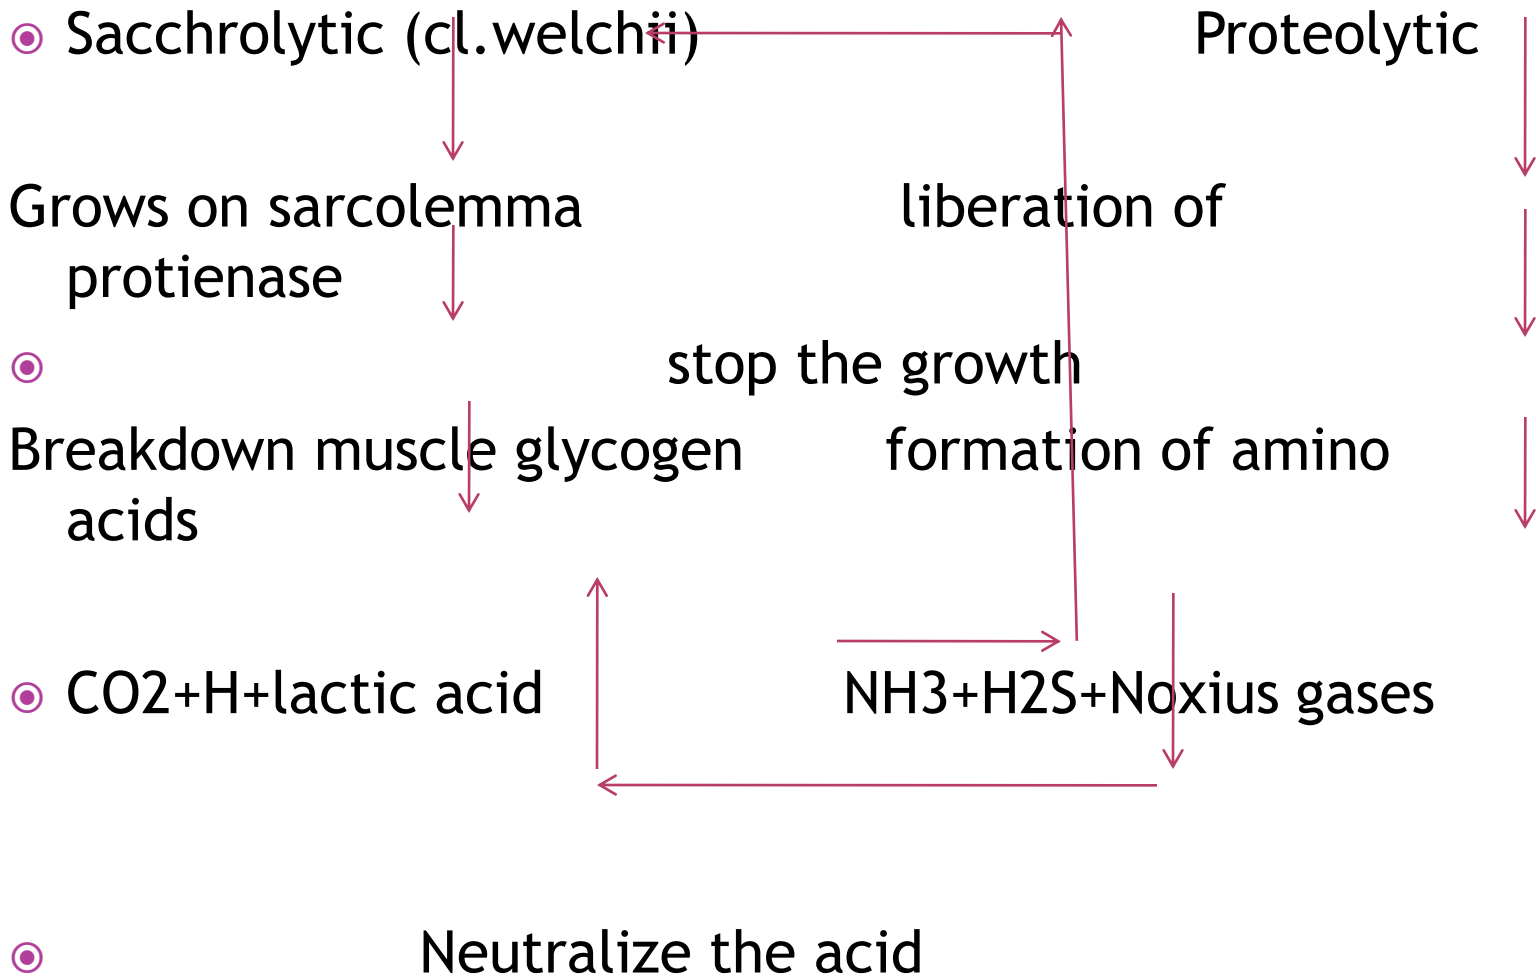 Sacchrolytic (cl.welchii) Proteolytic
Grows on sarcolemma liberation of
protienase
stop the growth
Breakdown muscle glycogen formation of amino
acids
CO2+H+lactic acid NH3+H2S+Noxius gases
Neutralize the acid